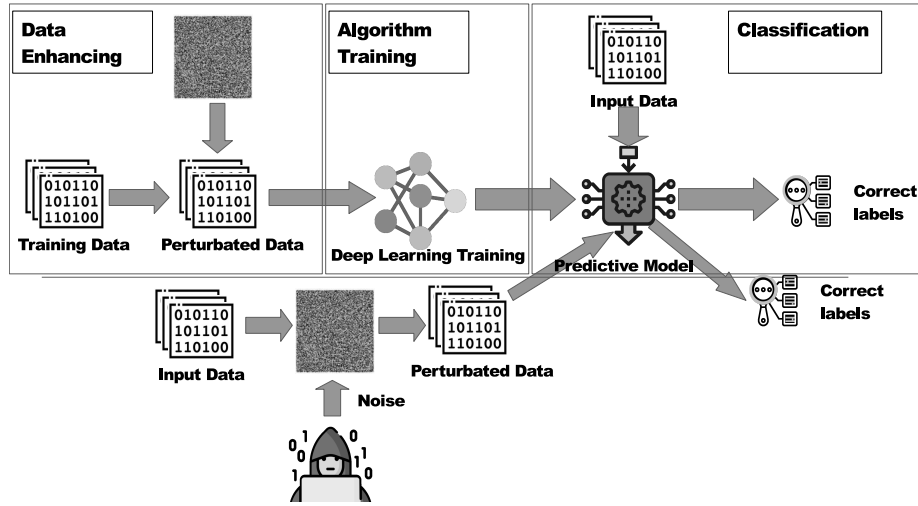 Data
Enhancing
Algorithm
Training
Classification
010110
101101
110100
Input Data
010110
101101
110100
Training Data
010110
101101
110100
Perturbated Data
Deep Learning Training
Predictive Model
Correct
labels
Correct
labels
010110
101101
110100
Input Data
010110
101101
110100
Perturbated Data
Noise
1 0
0 1
0 1 0
1 0